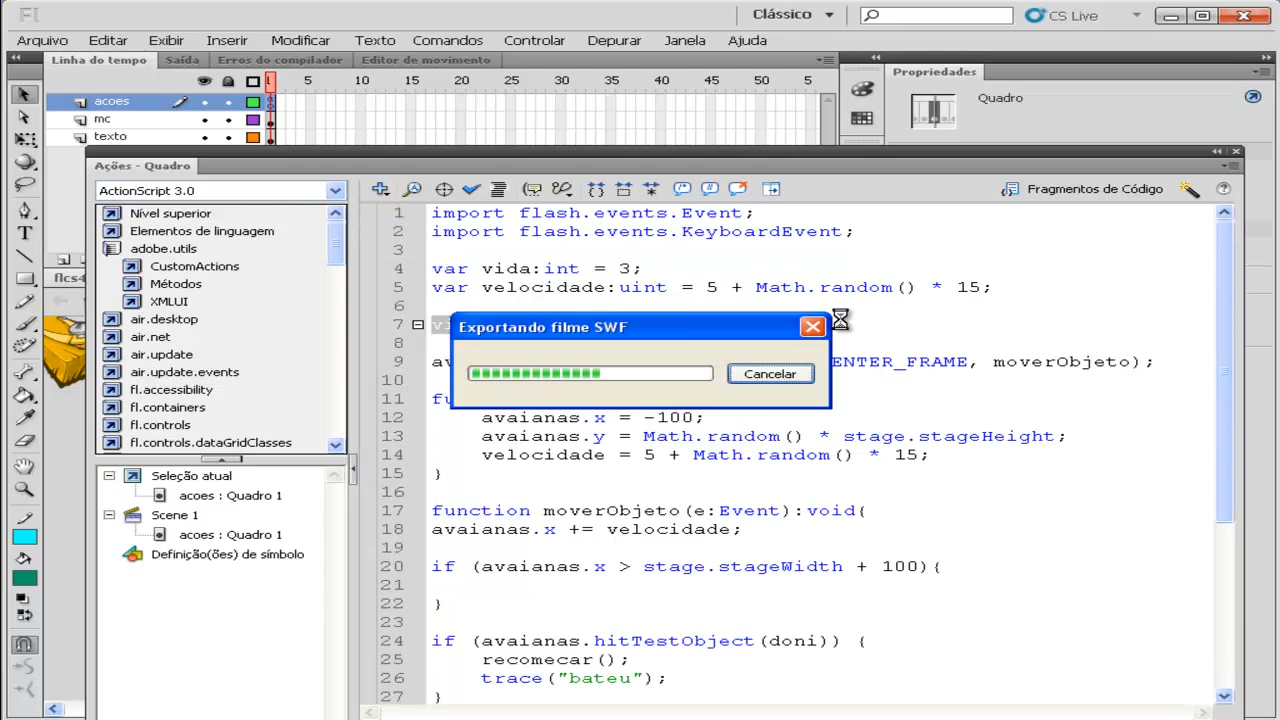 Fl
Clássico
CS Live
Arquivo Editar Exibir Inserir Modificar Texto Comandos Controlar Depurar Janela Ajuda
Linha do tempo Saída Erros do compilador Editor de movimento
Propriedades
5 10 15 20 25 30 35 40 45 50 5
Quadro
acoes
mc
texto
Ações - Quadro
ActionScript 3.0
Fragmentos de Código
Nível superior
Elementos de linguagem
adobe.utils
CustomActions
Métodos
XMLUI
air.desktop
air.net
air.update
air.update.events
fl.accessibility
fl.containers
fl.controls
fl.controls.dataGridClasses
Seleção atual
acoes : Quadro 1
Scene 1
acoes : Quadro 1
Definição(ões) de símbolo
flcs4
1 import flash.events.Event;
2 import flash.events.KeyboardEvent;
3
4 var vida:int = 3;
5 var velocidade:uint = 5 + Math.random() * 15;
6
7
8
9 ENTER_FRAME, moverObjeto);
10
11
12 avaianas.x = -100;
13 avaianas.y = Math.random() * stage.stageHeight;
14 velocidade = 5 + Math.random() * 15;
15 }
16
17 function moverObjeto(e:Event):void{
18 avaianas.x += velocidade;
19
20 if (avaianas.x > stage.stageWidth + 100){
21
22 }
23
24 if (avaianas.hitTestObject(doni)) {
25 recomecar();
26 trace("bateu");
27 }
Exportando filme SWF
Cancelar